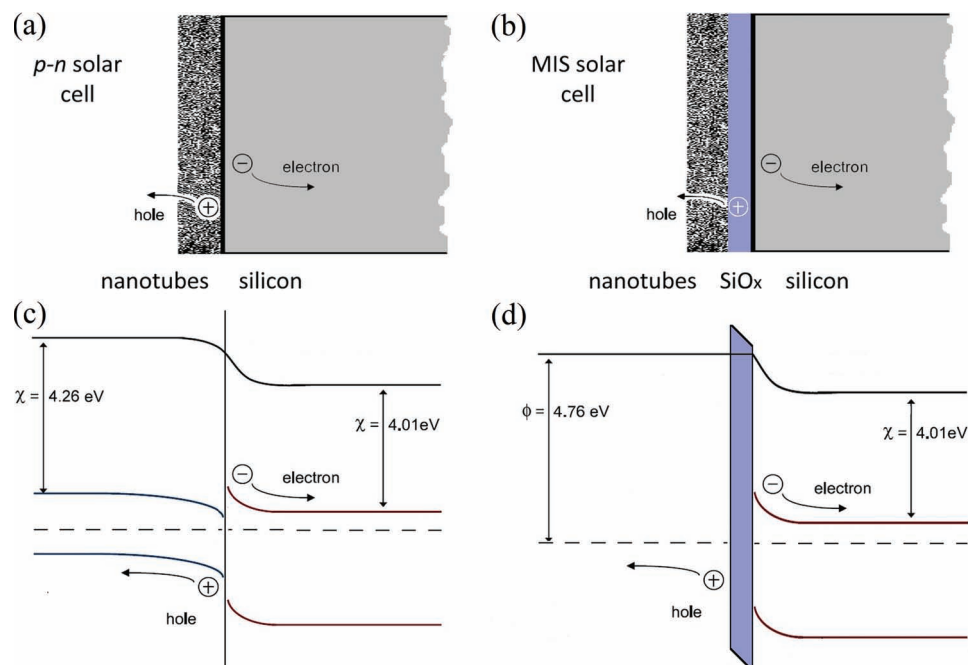 (a)
p-n solar
cell
electron
hole
nanotubes silicon
(b)
MIS solar
cell
electron
hole
nanotubes SiOx silicon
(c)
χ = 4.26 eV
χ = 4.01eV
electron
hole
(d)
ϕ = 4.76 eV
χ = 4.01eV
electron
hole